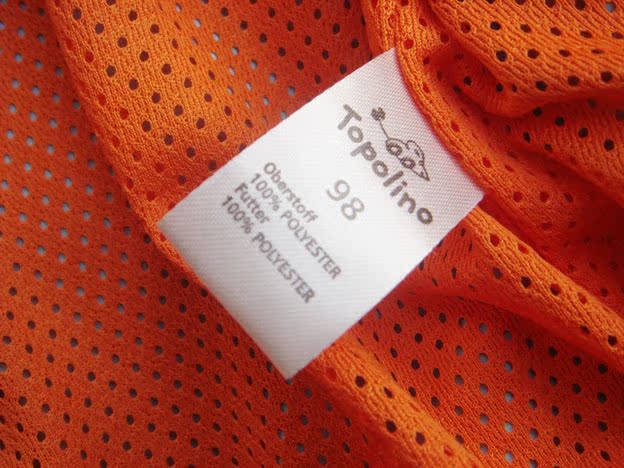 Topolino
98
Oberstoff
100% POLYESTER
Futter
100% POLYESTER